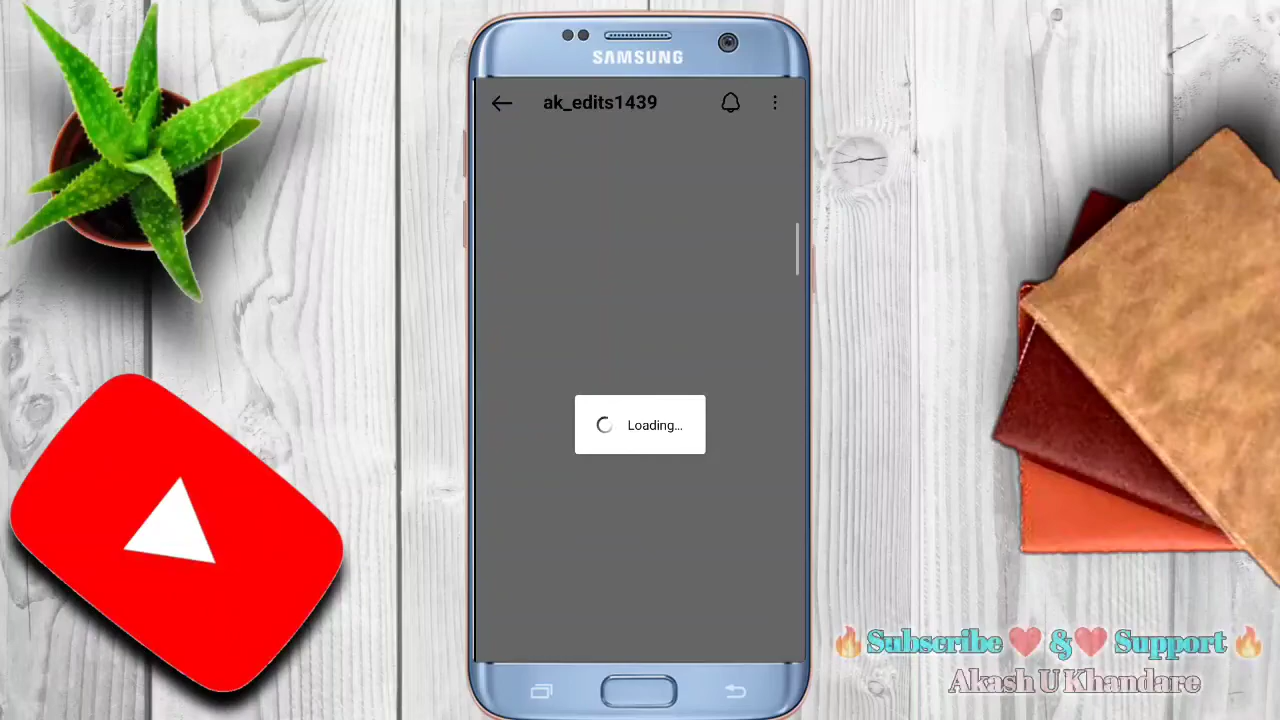 SAMSUNG
ak_edits1439
Loading...
🔥Subscribe❤️&❤️ Support🔥
Akash U Khandare